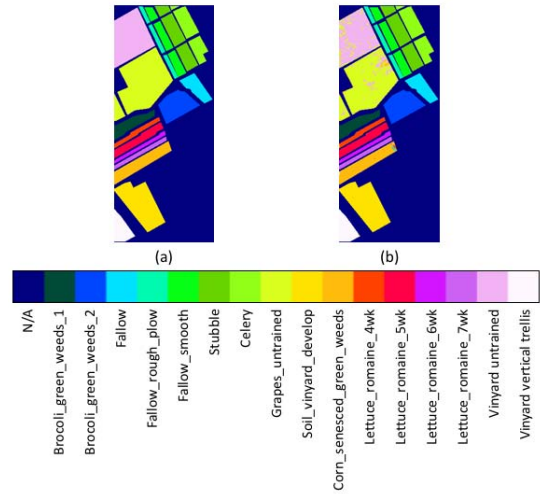 (a)
(b)
N/A
Brocoli_green_weeds_1
Brocoli_green_weeds_2
Fallow
Fallow_rough_plow
Fallow_smooth
Stubble
Celery
Grapes_untrained
Soil_vinyard_develop
Corn_senesced_green_weeds
Lettuce_romaine_4wk
Lettuce_romaine_5wk
Lettuce_romaine_6wk
Lettuce_romaine_7wk
Vinyard untrained
Vinyard vertical trellis